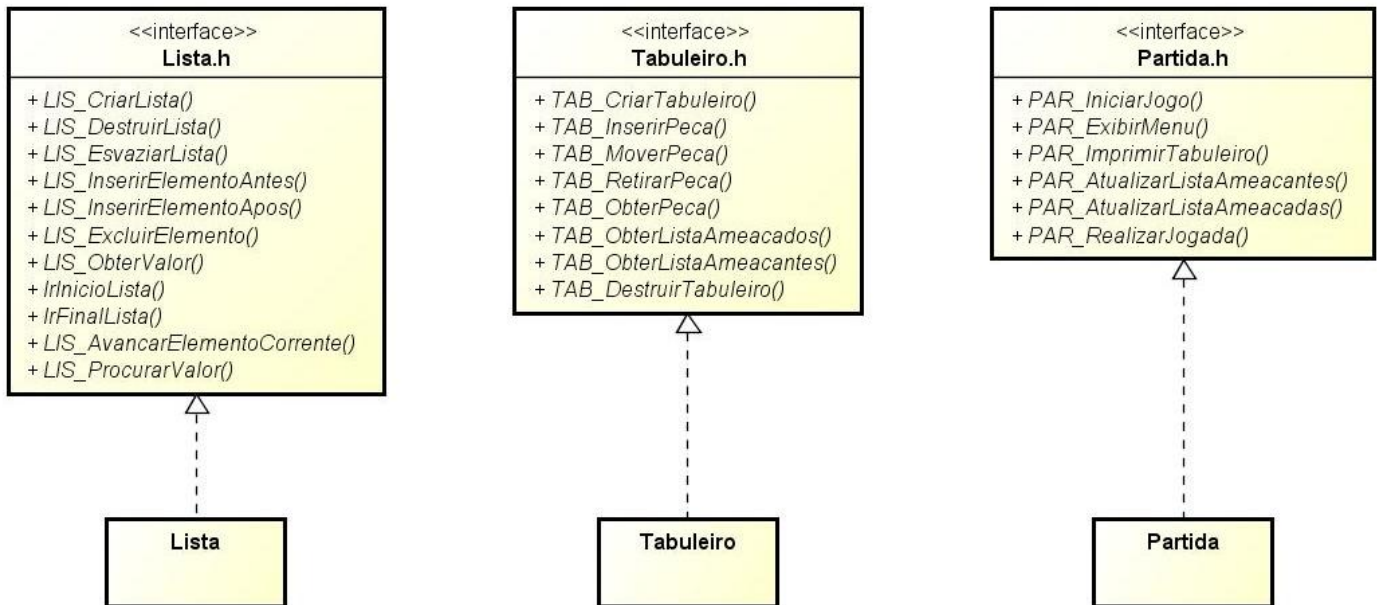 <<interface>>
Lista.h
+ LIS_CriarLista()
+ LIS_DestruirLista()
+ LIS_EsvaziarLista()
+ LIS_InserirElementoAntes()
+ LIS_InserirElementoApos()
+ LIS_ExcluirElemento()
+ LIS_ObterValor()
+ IrInicioLista()
+ IrFinalLista()
+ LIS_AvancarElementoCorrente()
+ LIS_ProcurarValor()
Lista
<<interface>>
Tabuleiro.h
+ TAB_CriarTabuleiro()
+ TAB_InserirPeca()
+ TAB_MoverPeca()
+ TAB_RetirarPeca()
+ TAB_ObterPeca()
+ TAB_ObterListaAmeacados()
+ TAB_ObterListaAmeacantes()
+ TAB_DestruirTabuleiro()
Tabuleiro
<<interface>>
Partida.h
+ PAR_IniciarJogo()
+ PAR_ExibirMenu()
+ PAR_ImprimirTabuleiro()
+ PAR_AtualizarListaAmeacantes()
+ PAR_AtualizarListaAmeacadas()
+ PAR_RealizarJogada()
Partida